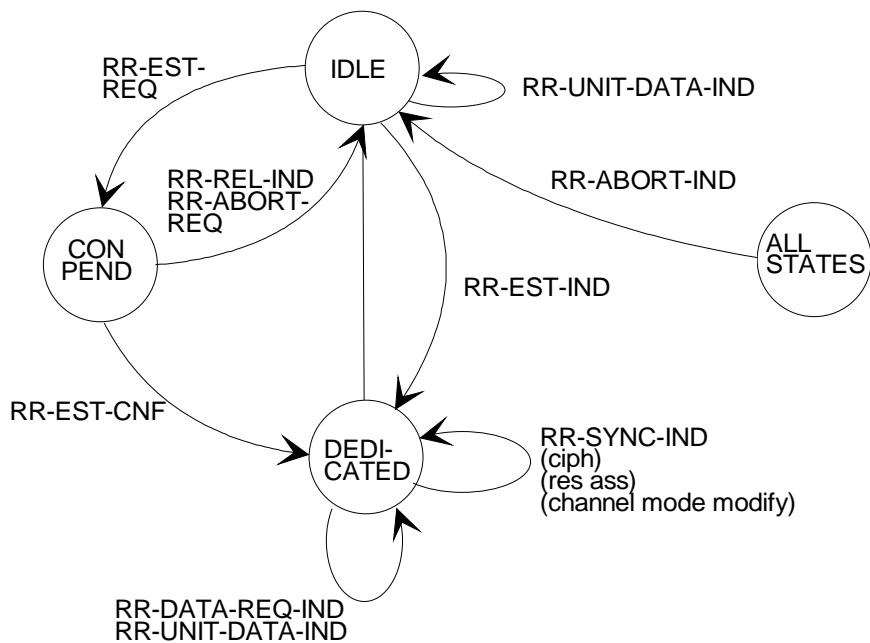 IDLE
RR-EST-
REQ
RR-UNIT-DATA-IND
RR-REL-IND
RR-ABORT-
REQ
RR-ABORT-IND
CON
PEND
ALL
STATES
RR-EST-IND
RR-EST-CNF
DEDI-
CATED
RR-SYNC-IND
(ciph)
(res ass)
(channel mode modify)
RR-DATA-REQ-IND
RR-UNIT-DATA-IND